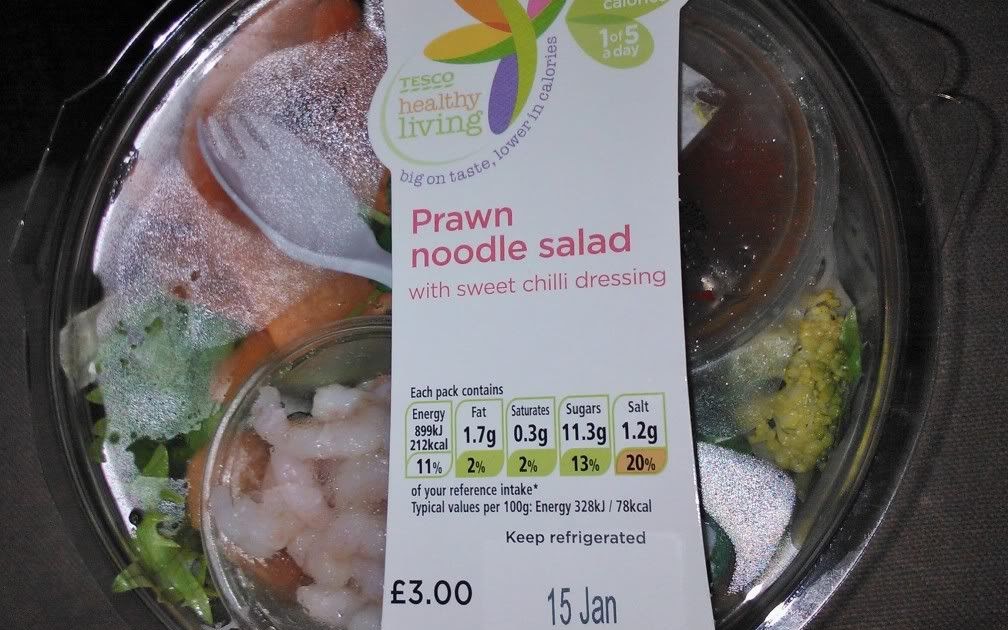 calories
1 of 5
a day
TESCO
healthy
living
big on taste, lower in calories
Prawn
noodle salad
with sweet chilli dressing
Each pack contains
Energy Fat Saturates Sugars Salt
899kJ
212kcal 1.7g 0.3g 11.3g 1.2g
11% 2% 2% 13% 20%
of your reference intake*
Typical values per 100g: Energy 328kJ / 78kcal
Keep refrigerated
£3.00
15 Jan